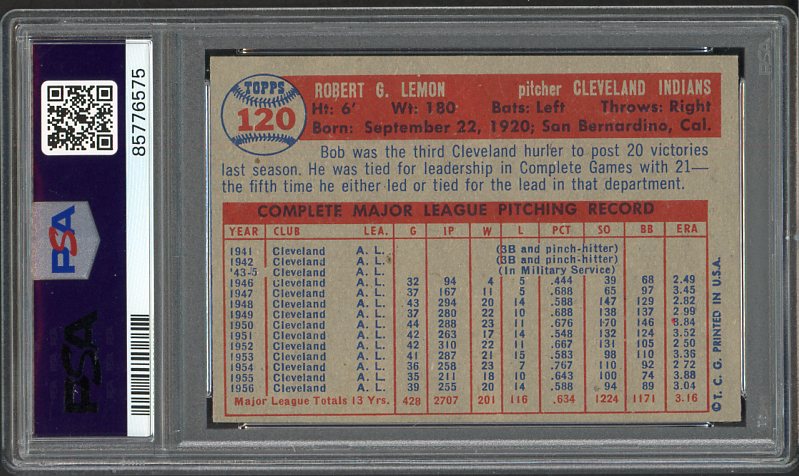 PSA
85776575
PSA
TOPPS
120
ROBERT G. LEMON pitcher CLEVELAND INDIANS
Ht: 6' Wt: 180 Bats: Left Throws: Right
Born: September 22, 1920; San Bernardino, Cal.
Bob was the third Cleveland hurler to post 20 victories
last season. He was tied for leadership in Complete Games with 21—
the fifth time he either led or tied for the lead in that department.
COMPLETE MAJOR LEAGUE PITCHING RECORD
YEAR CLUB LEA. G IP W L PCT SO BB ERA
1941 Cleveland A. L. (3B and pinch-hitter)
1942 Cleveland A. L. (3B and pinch-hitter)
'43-5 Cleveland A. L. (In Military Service)
1946 Cleveland A. L. 32 94 4 5 .444 39 68 2.49
1947 Cleveland A. L. 37 167 11 5 .688 65 97 3.45
1948 Cleveland A. L. 43 294 20 14 .588 147 129 2.82
1949 Cleveland A. L. 37 280 22 10 .688 138 137 2.99
1950 Cleveland A. L. 44 288 23 11 .676 170 146 3.84
1951 Cleveland A. L. 42 263 17 14 .548 132 124 3.52
1952 Cleveland A. L. 42 310 22 11 .667 131 105 2.50
1953 Cleveland A. L. 41 287 21 15 .583 98 110 3.36
1954 Cleveland A. L. 36 258 23 7 .767 110 92 2.72
1955 Cleveland A. L. 35 211 18 10 .643 100 74 3.88
1956 Cleveland A. L. 39 255 20 14 .588 94 89 3.04
Major League Totals 13 Yrs. 428 2707 201 116 .634 1224 1171 3.16
© T. C. G. PRINTED IN U.S.A.
PSA